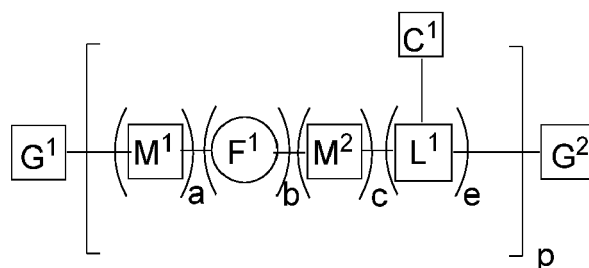 C¹
G¹ [ ( M¹ )a ( F¹ )b ( M² )c ( L¹ )e ]p G²